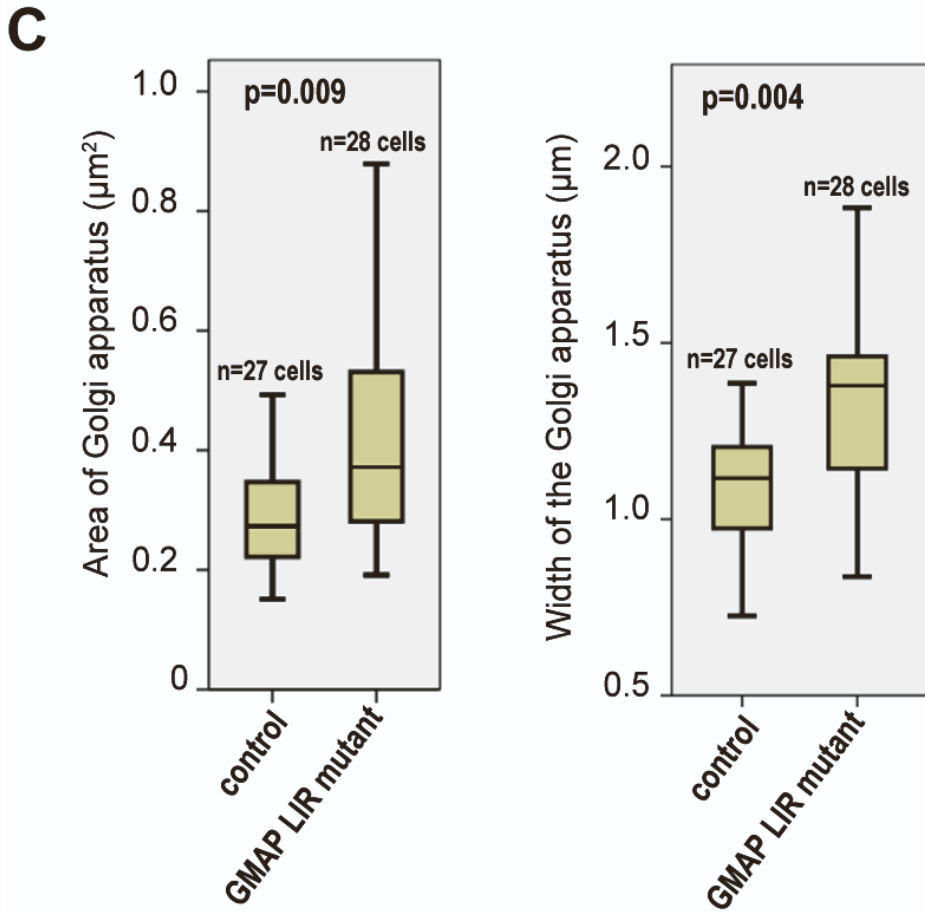 C
Area of Golgi apparatus (μm²)
1.0
0.8
0.6
0.4
0.2
0
p=0.009
n=28 cells
n=27 cells
control
GMAP LIR mutant
Width of the Golgi apparatus (μm)
2.0
1.5
1.0
0.5
p=0.004
n=28 cells
n=27 cells
control
GMAP LIR mutant